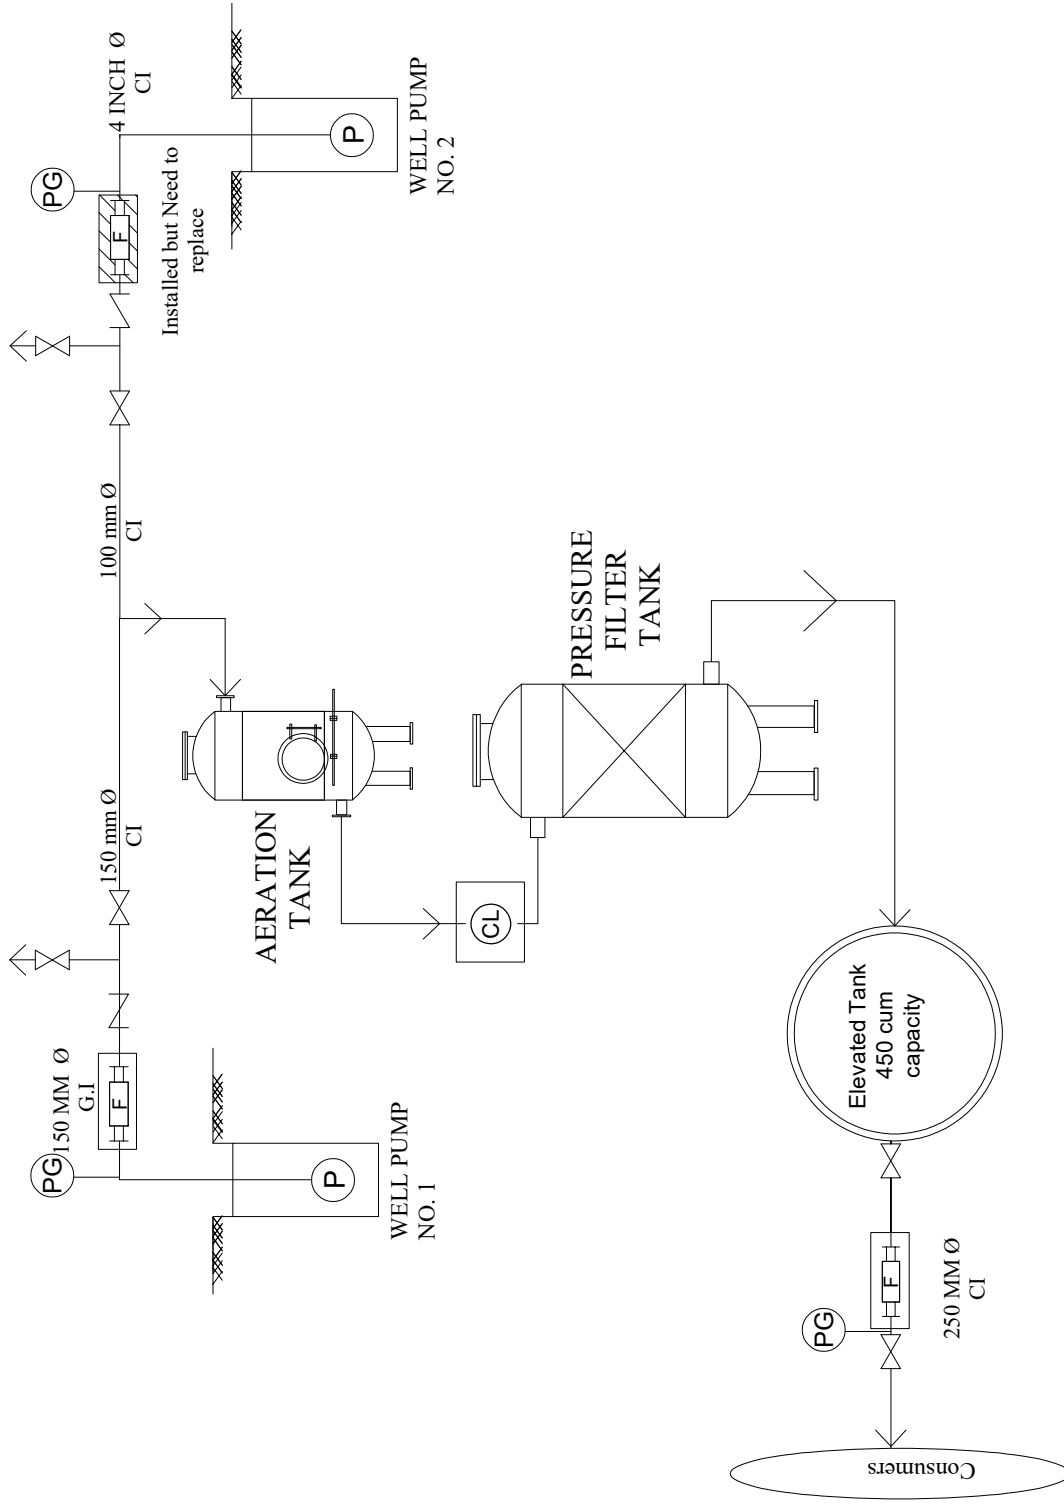 PG
150 MM Ø
G.I
F
P
WELL PUMP
NO. 1
150 mm Ø
CI
100 mm Ø
CI
PG
4 INCH Ø
CI
F
Installed but Need to
replace
P
WELL PUMP
NO. 2
AERATION
TANK
CL
PRESSURE
FILTER
TANK
Elevated Tank
450 cum
capacity
F
250 MM Ø
CI
PG
Consumers